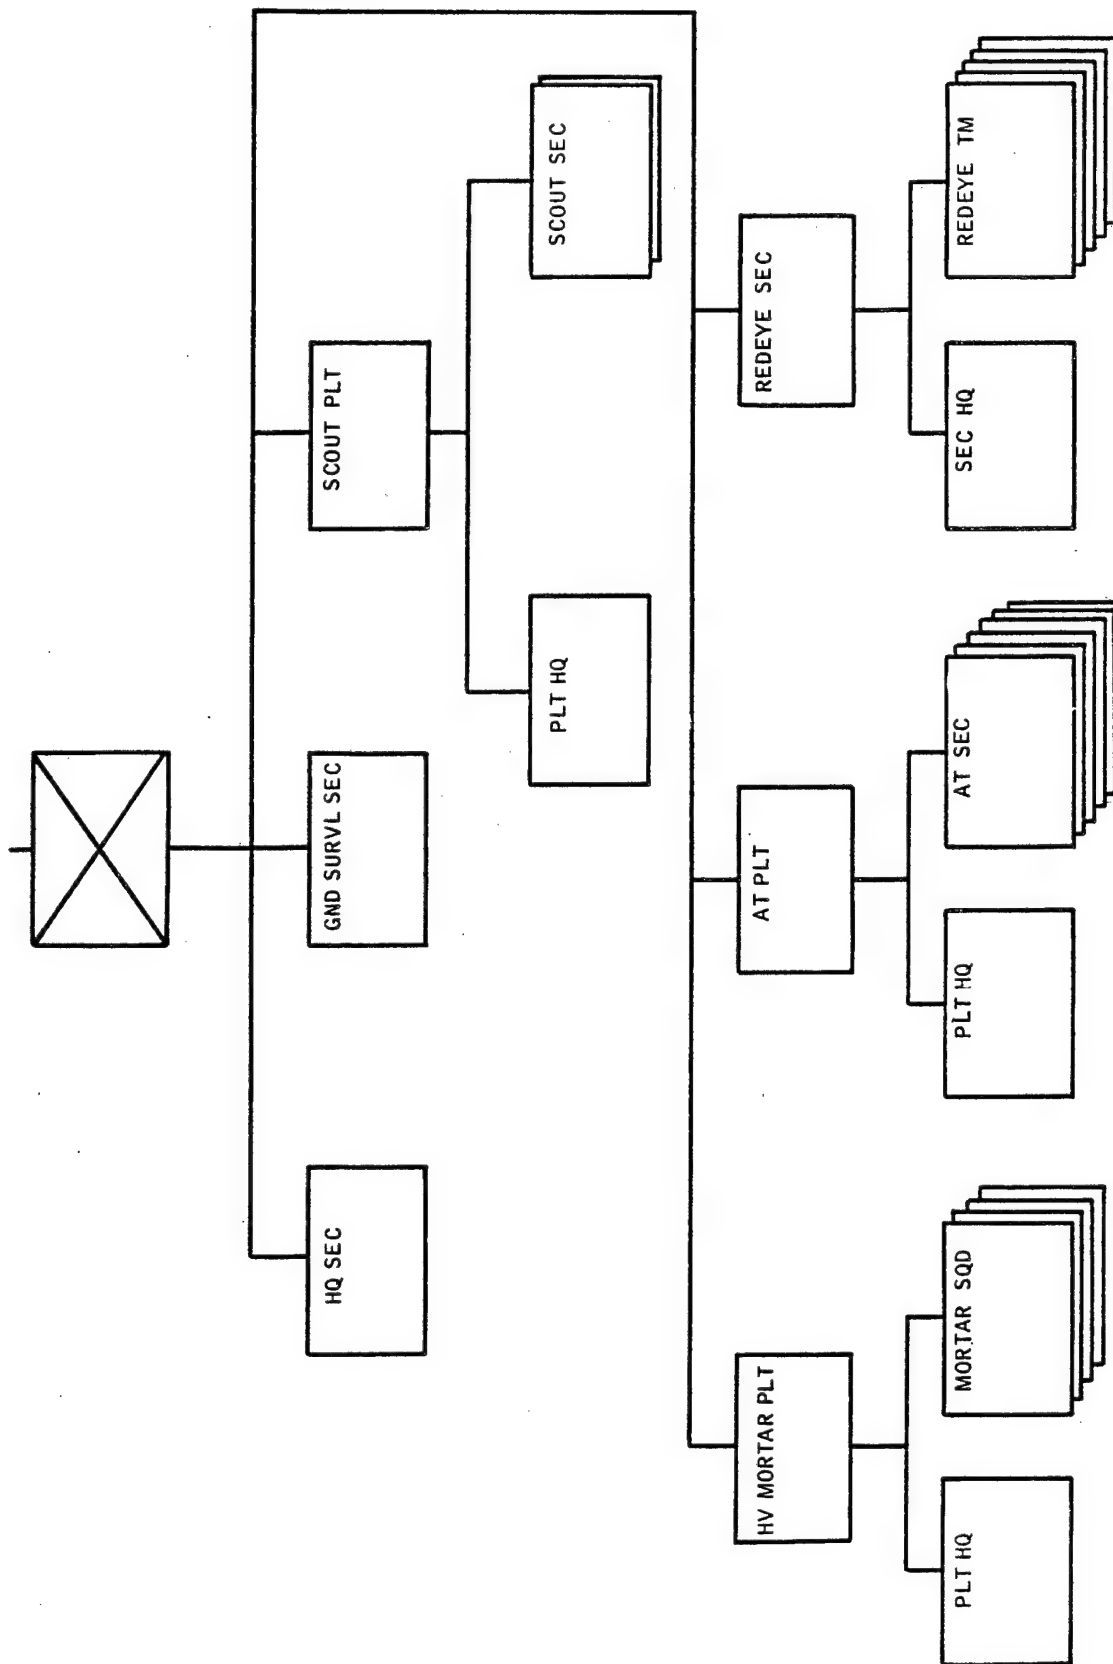 HQ SEC
GND SURVL SEC
SCOUT PLT
PLT HQ
SCOUT SEC
HV MORTAR PLT
AT PLT
REDEYE SEC
PLT HQ
MORTAR SQD
PLT HQ
AT SEC
SEC HQ
REDEYE TM